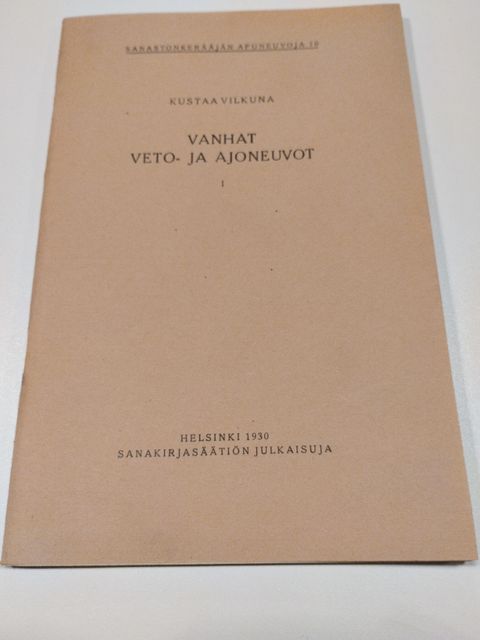 SANASTONKERÄÄJÄN APUNEUVOJA 10
KUSTAA VILKUNA
VANHAT
VETO- JA AJONEUVOT
I
HELSINKI 1930
SANAKIRJASÄÄTIÖN JULKAISUJA